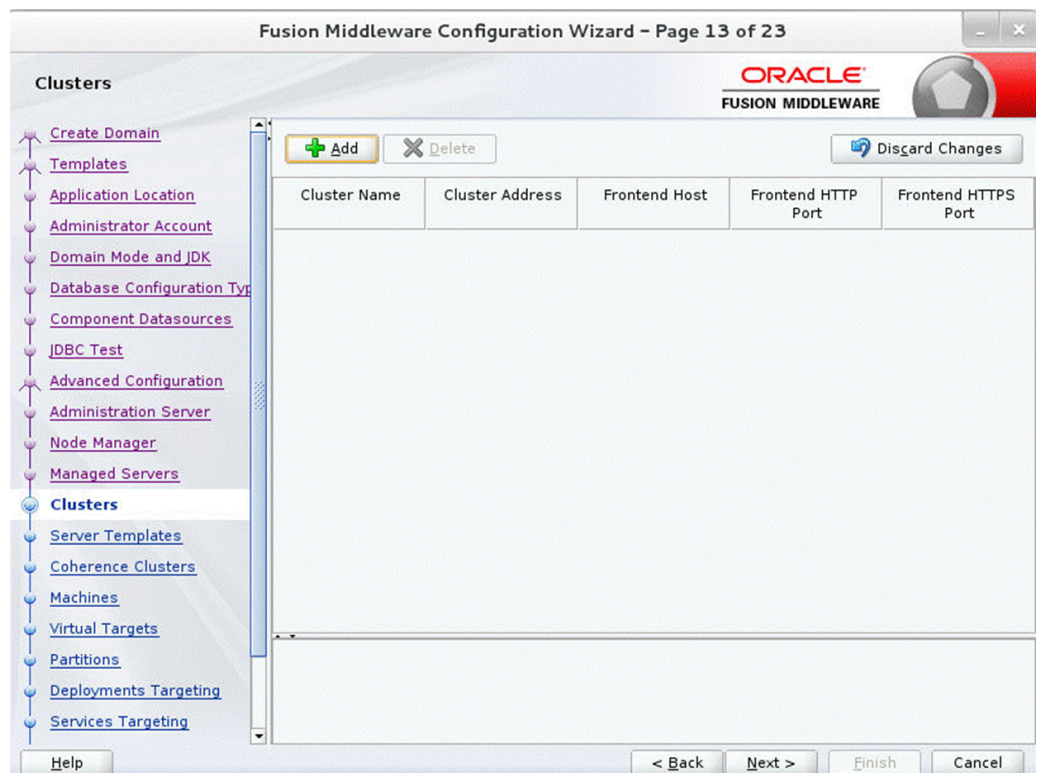 Fusion Middleware Configuration Wizard – Page 13 of 23
Clusters
ORACLE
FUSION MIDDLEWARE
Create Domain
Templates
Application Location
Administrator Account
Domain Mode and JDK
Database Configuration Typ
Component Datasources
JDBC Test
Advanced Configuration
Administration Server
Node Manager
Managed Servers
Clusters
Server Templates
Coherence Clusters
Machines
Virtual Targets
Partitions
Deployments Targeting
Services Targeting
Add Delete Discard Changes
Cluster Name Cluster Address Frontend Host Frontend HTTP Port Frontend HTTPS Port
Help < Back Next > Finish Cancel